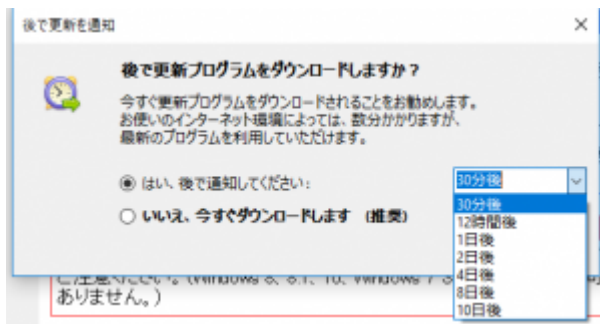 後で更新を通知
後で更新プログラムをダウンロードしますか?
今すぐ更新プログラムをダウンロードされることをお勧めします。
お使いのインターネット環境によっては、数分かかりますが、
最新のプログラムを利用していただけます。
はい、後で通知してください:
30分後
いいえ、今すぐダウンロードします (推奨)
30分後
12時間後
1日後
2日後
4日後
8日後
10日後
ありません。)